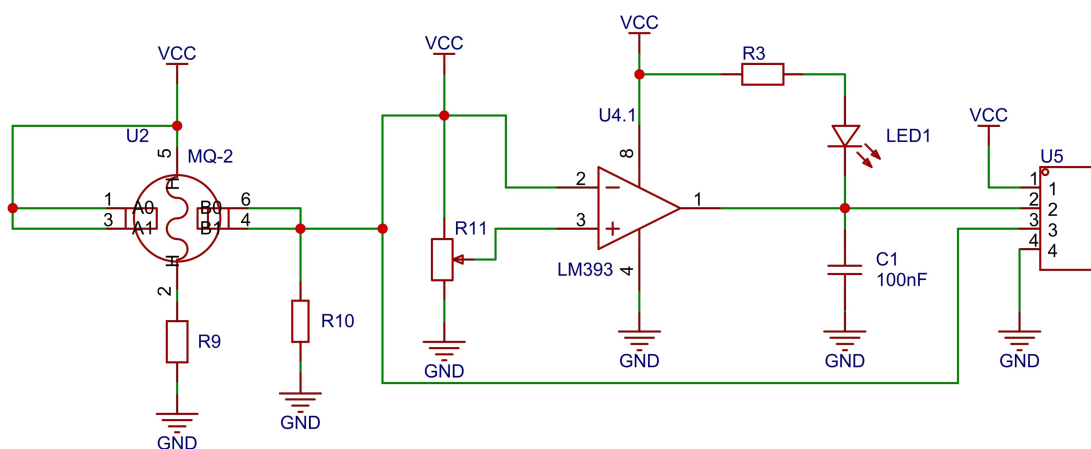 VCC
VCC
VCC
R3
U4.1
LED1
VCC
U2
5
MQ-2
H
8
U5
1
A0
B0
6
2
1
1
1
2
2
3
A1
B1
4
R11
3
3
3
H
LM393
4
C1
100nF
4
4
2
R9
R10
GND
GND
GND
GND
GND
GND